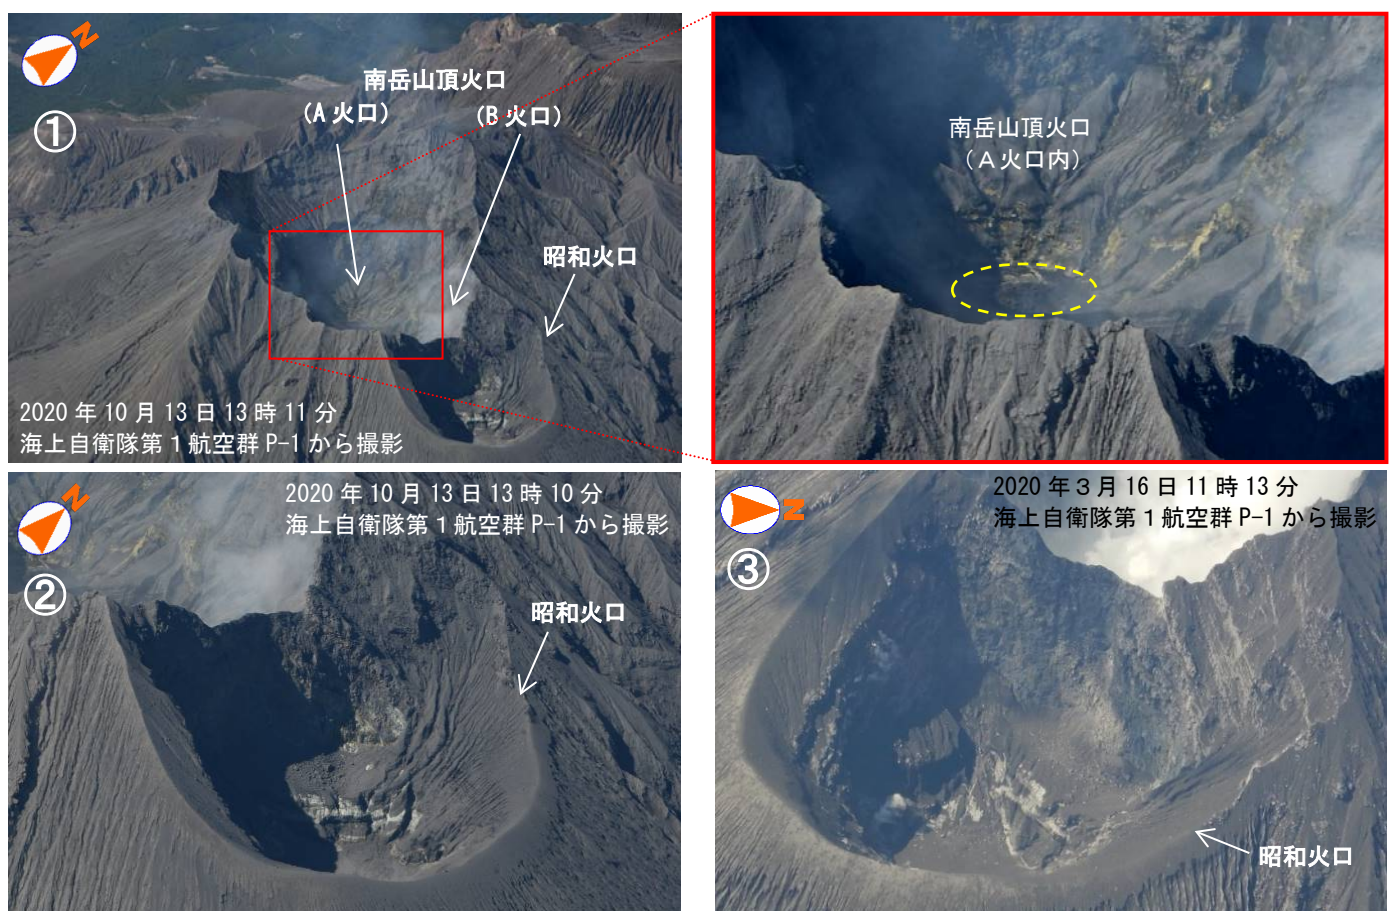 N
①
南岳山頂火口
(A 火口)
(B 火口)
昭和火口
2020 年 10 月 13 日 13 時 11 分
海上自衛隊第１航空群 P-1 から撮影
南岳山頂火口
（Ａ火口内）
N
②
2020 年 10 月 13 日 13 時 10 分
海上自衛隊第１航空群 P-1 から撮影
昭和火口
N
③
2020 年３月 16 日 11 時 13 分
海上自衛隊第１航空群 P-1 から撮影
昭和火口